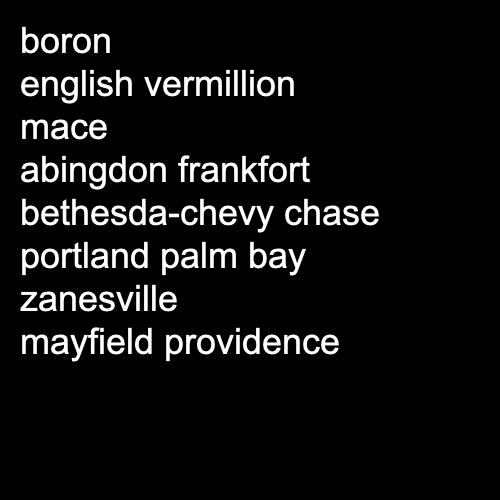 boron
english vermillion
mace
abingdon frankfort
bethesda-chevy chase
portland palm bay
zanesville
mayfield providence